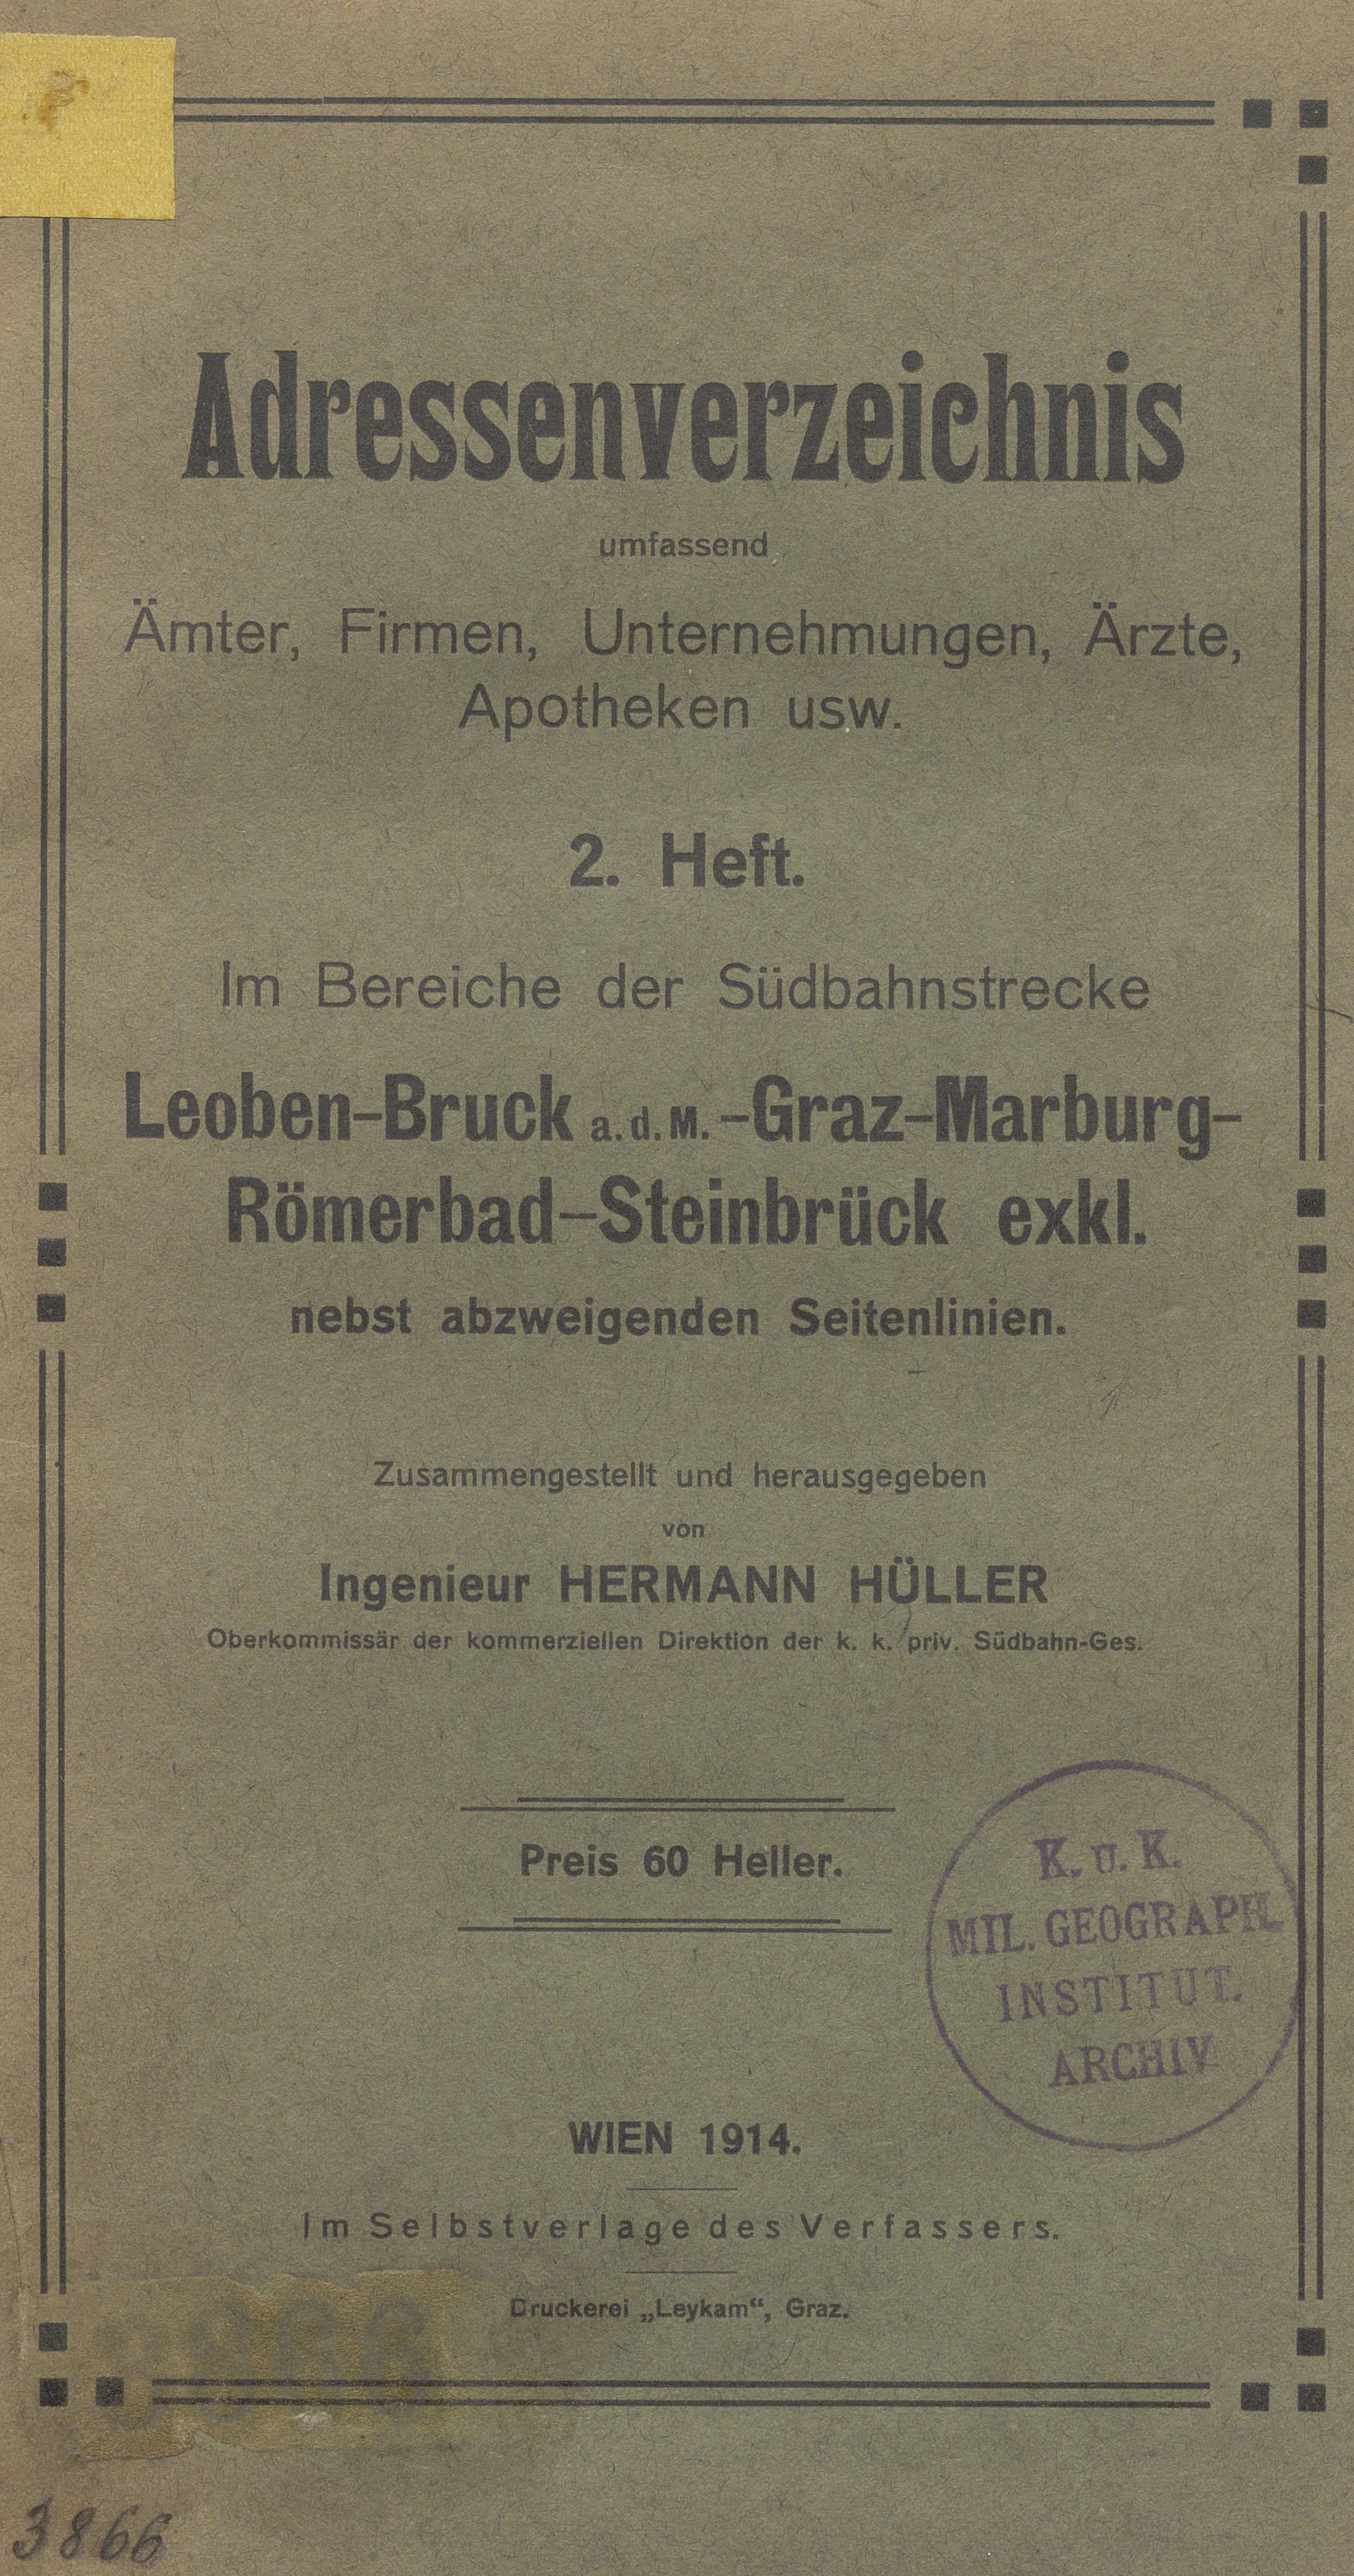 Adressenverzeichnis
umfassend
Ämter, Firmen, Unternehmungen, Ärzte,
Apotheken usw.
2. Heft.
Im Bereiche der Südbahnstrecke
Leoben-Bruck a. d. M. -Graz-Marburg-
Römerbad-Steinbrück exkl.
nebst abzweigenden Seitenlinien.
Zusammengestellt und herausgegeben
von
Ingenieur HERMANN HÜLLER
Oberkommissär der kommerziellen Direktion der k. k. priv. Südbahn-Ges.
Preis 60 Heller.
K. u. K.
MIL. GEOGRAPH.
INSTITUT.
ARCHIV
WIEN 1914.
Im Selbstverlage des Verfassers.
Druckerei „Leykam“, Graz.
3866